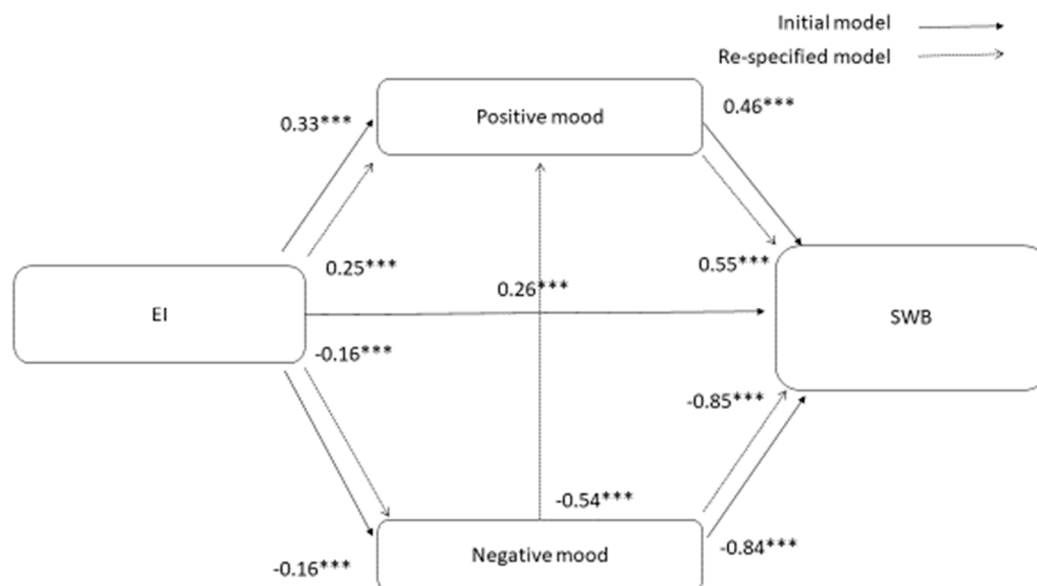 Initial model
Re-specified model
0.46***
Positive mood
0.33***
0.25***
0.55***
0.26***
EI
SWB
-0.16***
-0.85***
-0.54***
Negative mood
-0.84***
-0.16***